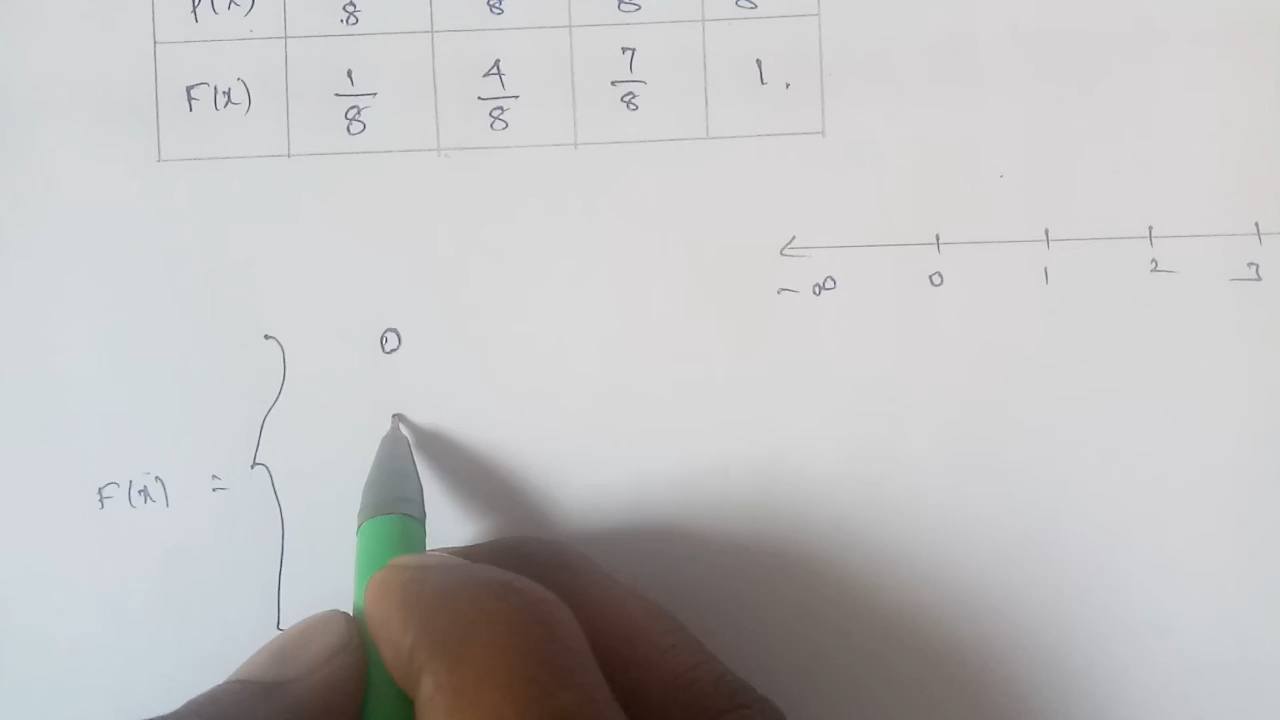 P(x) 8 8 8 8
F(x) 1/8 4/8 7/8 1.
-∞ 0 1 2 3
0
F(x) =